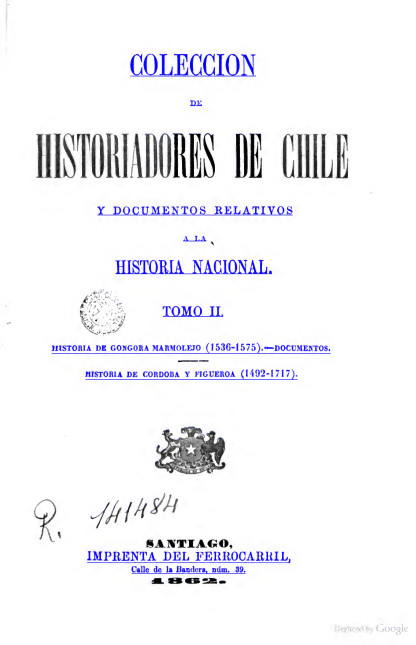 COLECCION
DE
HISTORIADORES DE CHILE
Y DOCUMENTOS RELATIVOS
A LA
HISTORIA NACIONAL.
TOMO II.
HISTORIA DE GONGORA MARMOLEJO (1536-1575).—DOCUMENTOS.
HISTORIA DE CORDOBA Y FIGUEROA (1492-1717).
R. 141484
SANTIAGO,
IMPRENTA DEL FERROCARRIL,
Calle de la Bandera, núm. 39.
1862.
Digitized by Google